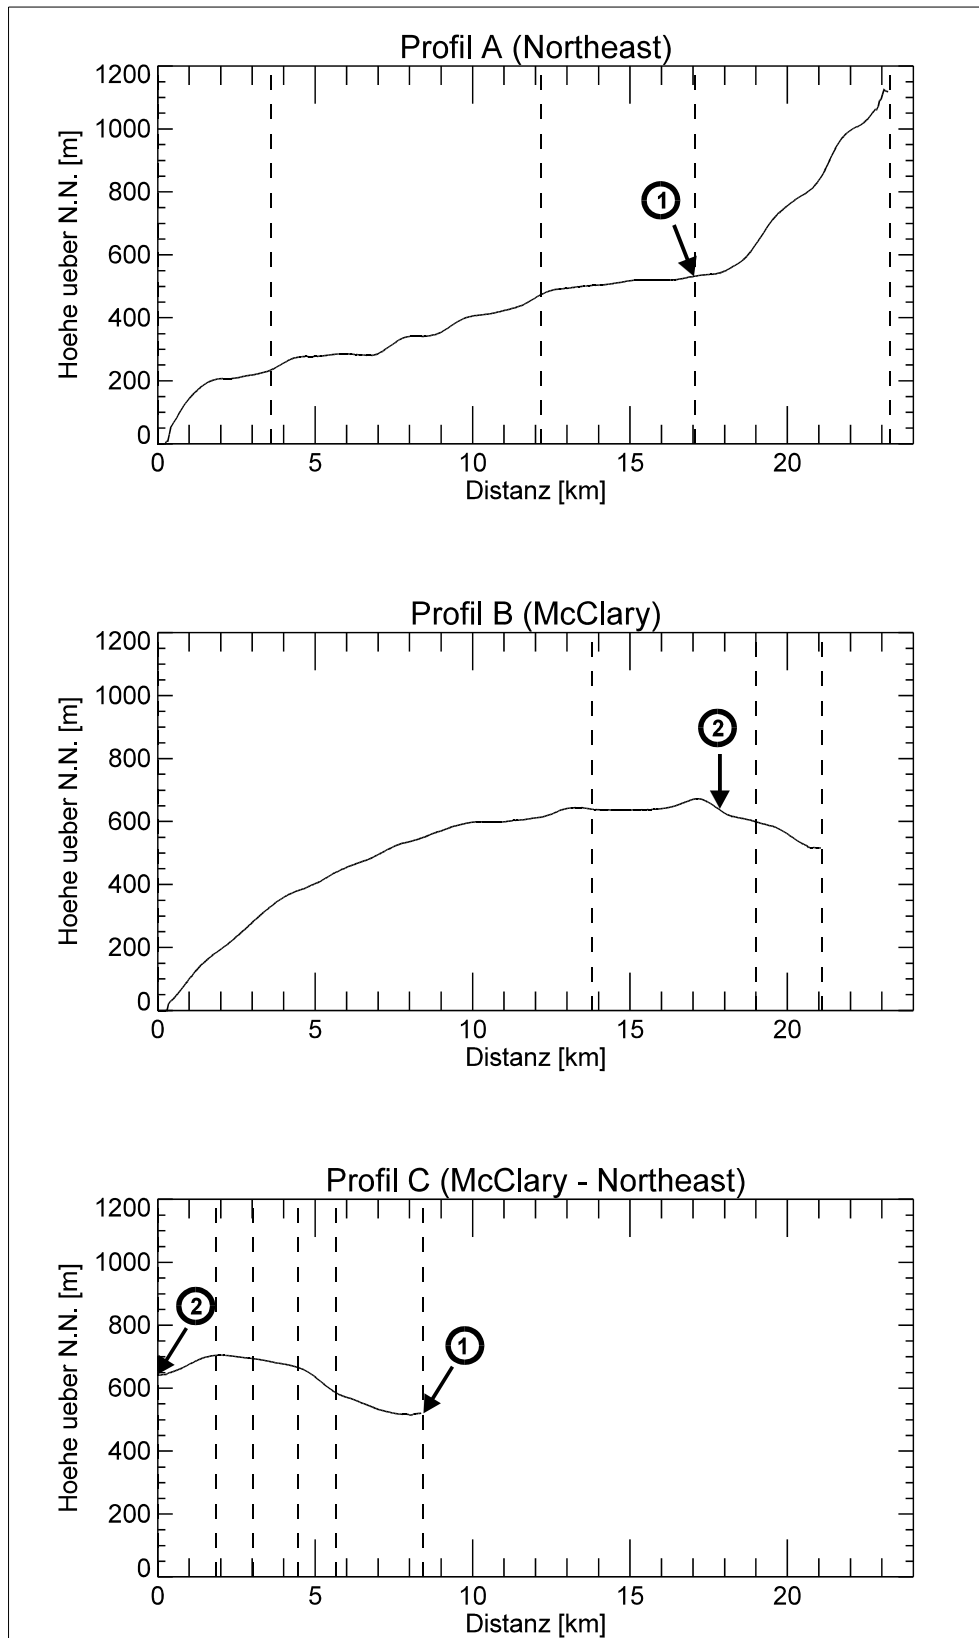 Profil A (Northeast)
1200
1000
800
600
400
200
0
Hoehe ueber N.N. [m]
1
0 5 10 15 20
Distanz [km]
Profil B (McClary)
1200
1000
800
600
400
200
0
Hoehe ueber N.N. [m]
2
0 5 10 15 20
Distanz [km]
Profil C (McClary - Northeast)
1200
1000
800
600
400
200
0
Hoehe ueber N.N. [m]
2
1
0 5 10 15 20
Distanz [km]